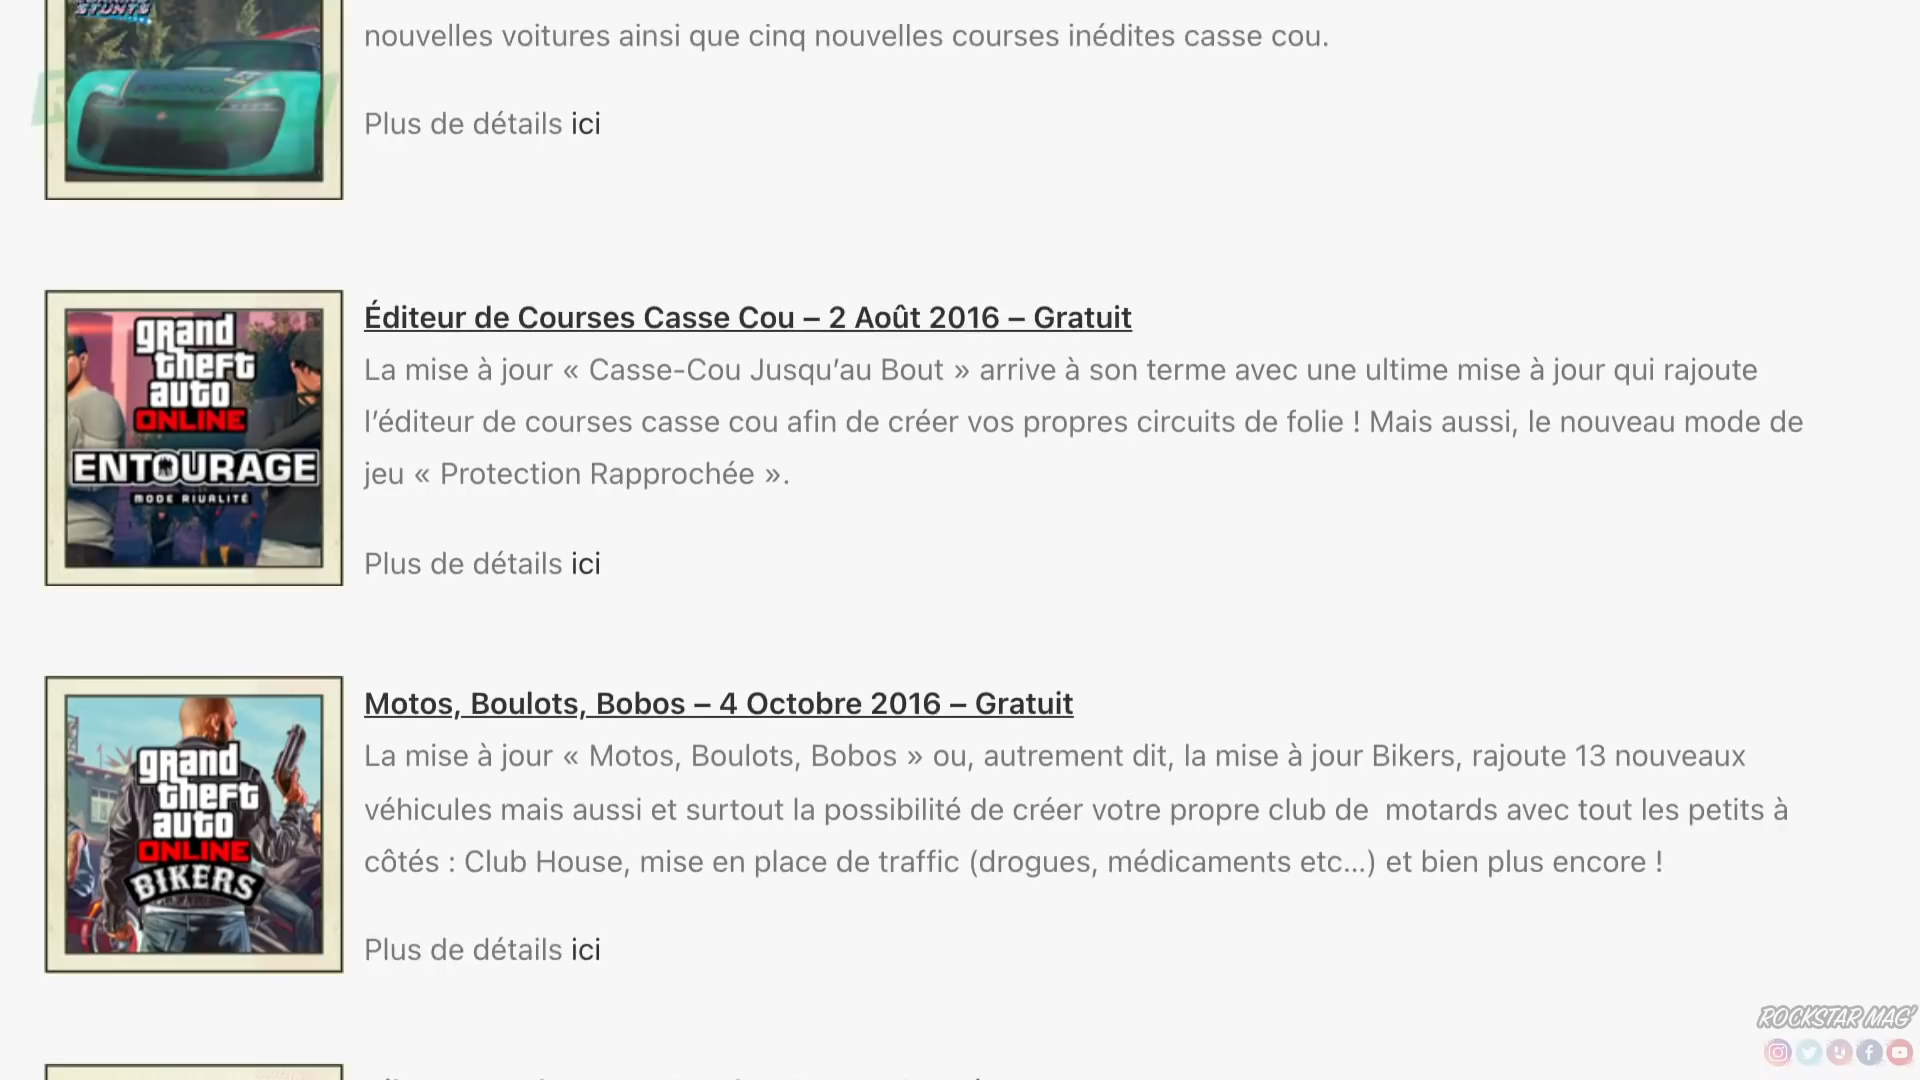 STUNTS
nouvelles voitures ainsi que cinq nouvelles courses inédites casse cou.
Plus de détails ici
grand
theft
auto
ONLINE
ENTOURAGE
MODE RIVALITÉ
Éditeur de Courses Casse Cou – 2 Août 2016 – Gratuit
La mise à jour « Casse-Cou Jusqu’au Bout » arrive à son terme avec une ultime mise à jour qui rajoute
l’éditeur de courses casse cou afin de créer vos propres circuits de folie ! Mais aussi, le nouveau mode de
jeu « Protection Rapprochée ».
Plus de détails ici
grand
theft
auto
ONLINE
BIKERS
Motos, Boulots, Bobos – 4 Octobre 2016 – Gratuit
La mise à jour « Motos, Boulots, Bobos » ou, autrement dit, la mise à jour Bikers, rajoute 13 nouveaux
véhicules mais aussi et surtout la possibilité de créer votre propre club de  motards avec tout les petits à
côtés : Club House, mise en place de traffic (drogues, médicaments etc…) et bien plus encore !
Plus de détails ici
ROCKSTAR MAG'